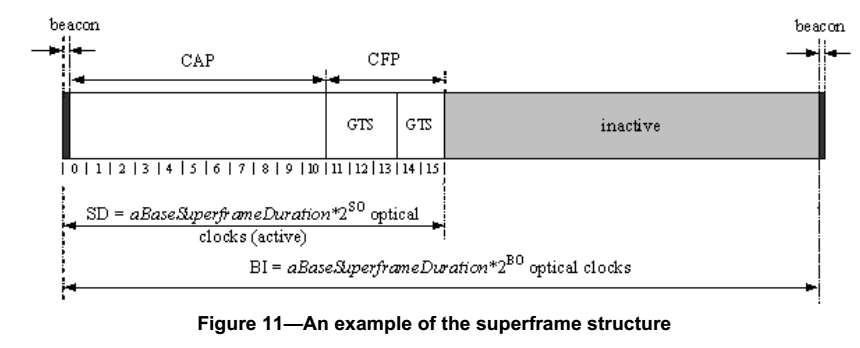 beacon
beacon
CAP
CFP
GTS
GTS
inactive
| 0 | 1 | 2 | 3 | 4 | 5 | 6 | 7 | 8 | 9 | 10 | 11 | 12 | 13 | 14 | 15 |
SD = aBaseSuperframeDuration*2^SO optical
clocks (active)
BI = aBaseSuperframeDuration*2^BO optical clocks
Figure 11—An example of the superframe structure